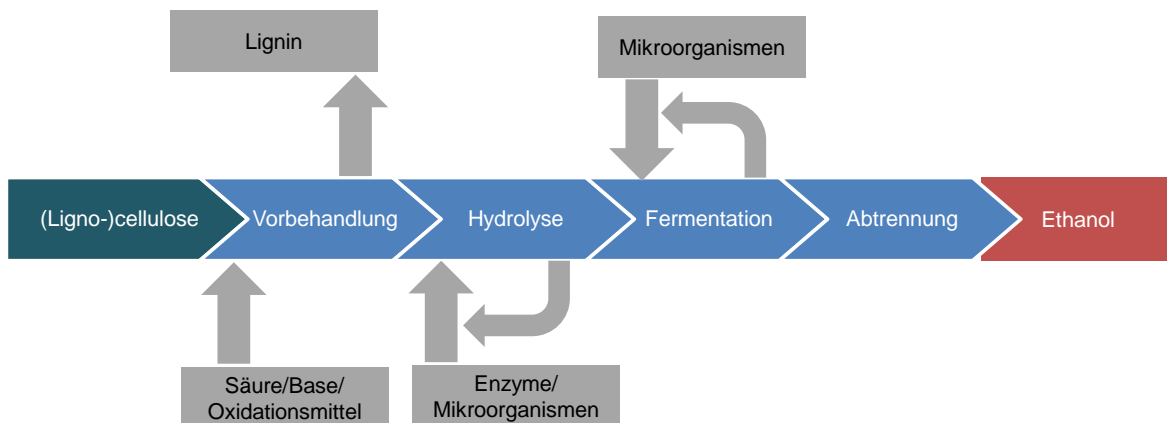 Lignin
Mikroorganismen
(Ligno-)cellulose
Vorbehandlung
Hydrolyse
Fermentation
Abtrennung
Ethanol
Säure/Base/
Oxidationsmittel
Enzyme/
Mikroorganismen